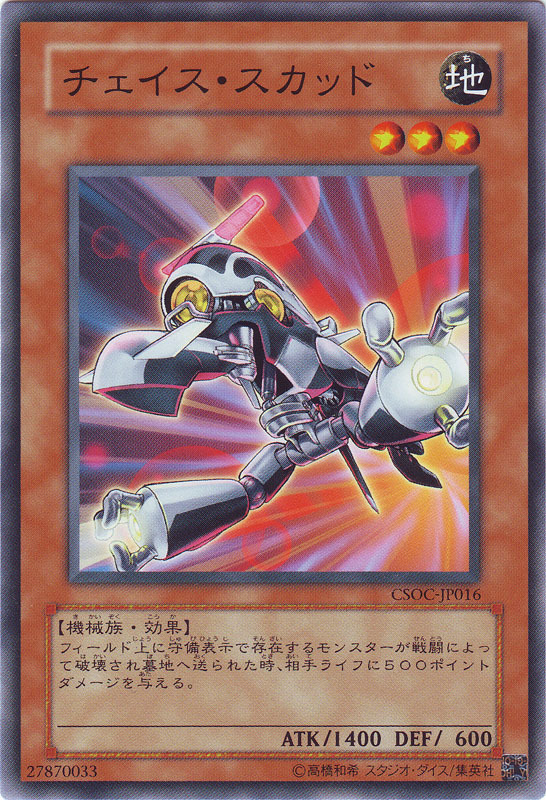 チェイス・スカッド
地
ち
CSOC-JP016
【機械族・効果】
フィールド上に守備表示で存在するモンスターが戦闘によっ
て破壊され墓地へ送られた時、相手ライフに500ポイント
ダメージを与える。
ATK/1400 DEF/ 600
27870033
©高橋和希 スタジオ・ダイス/集英社